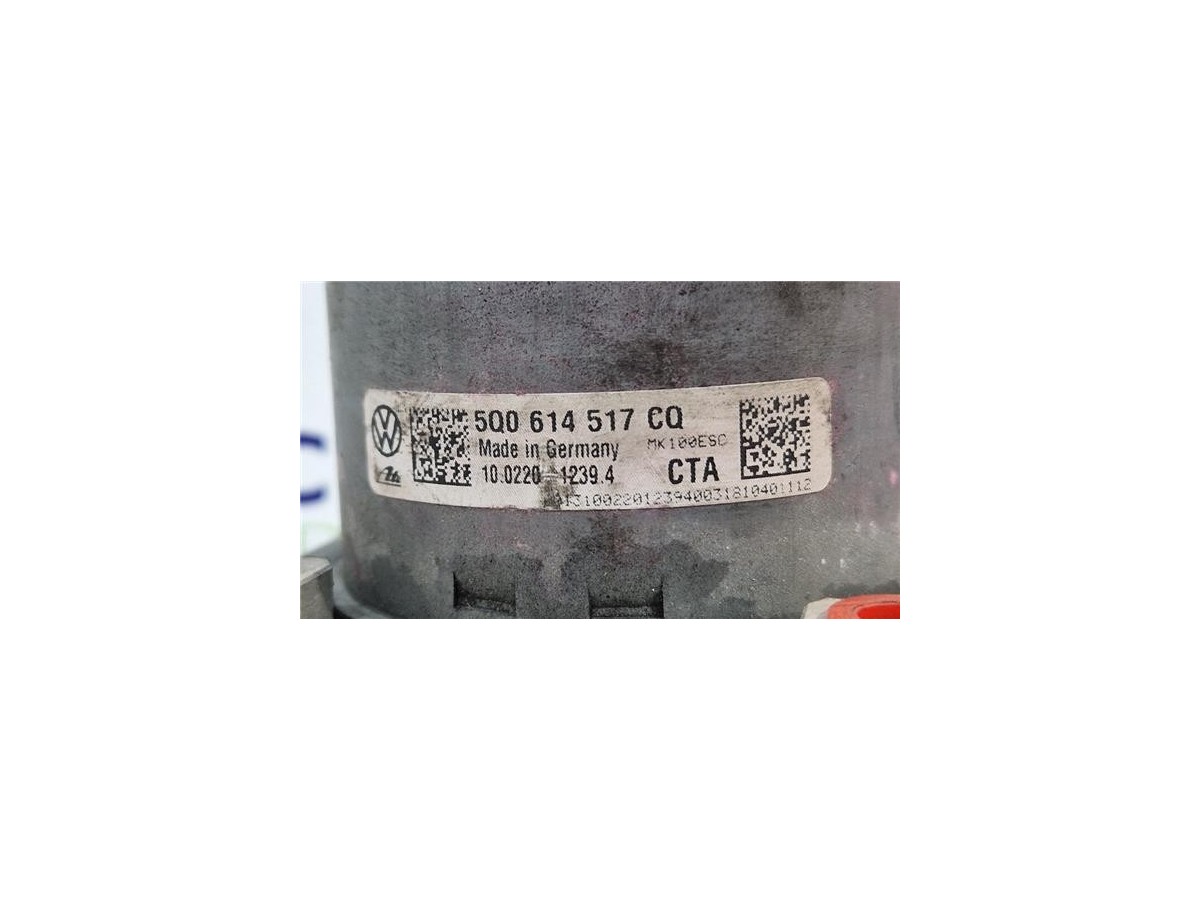 5Q0 614 517 CQ
Made in Germany
MK100ESC
10.0220-1239.4
CTA